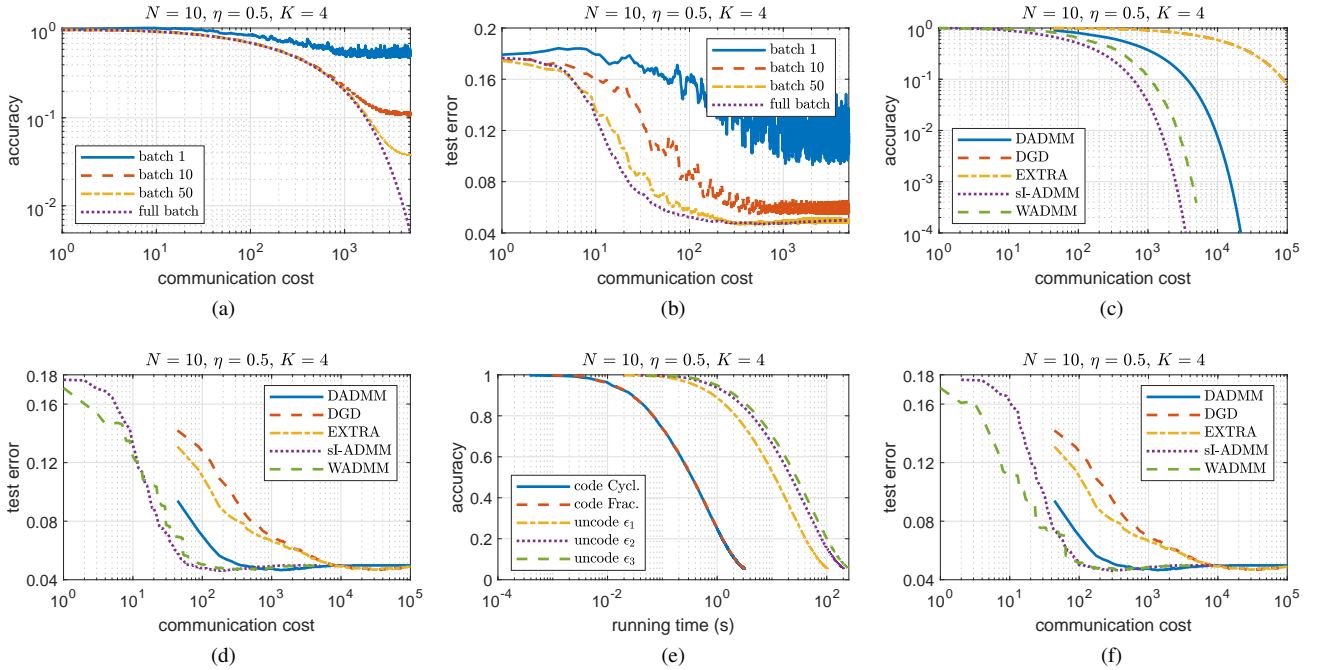 N = 10, η = 0.5, K = 4
accuracy
10^0
10^-1
10^-2
batch 1
batch 10
batch 50
full batch
10^0 10^1 10^2 10^3
communication cost
(a)
N = 10, η = 0.5, K = 4
test error
0.2
0.16
0.12
0.08
0.04
batch 1
batch 10
batch 50
full batch
10^0 10^1 10^2 10^3
communication cost
(b)
N = 10, η = 0.5, K = 4
accuracy
10^0
10^-1
10^-2
10^-3
10^-4
DADMM
DGD
EXTRA
sI-ADMM
WADMM
10^0 10^1 10^2 10^3 10^4 10^5
communication cost
(c)
N = 10, η = 0.5, K = 4
test error
0.18
0.16
0.12
0.08
0.04
DADMM
DGD
EXTRA
sI-ADMM
WADMM
10^0 10^1 10^2 10^3 10^4 10^5
communication cost
(d)
N = 10, η = 0.5, K = 4
accuracy
1
0.8
0.6
0.4
0.2
0
code Cycl.
code Frac.
uncode ϵ1
uncode ϵ2
uncode ϵ3
10^-4 10^-2 10^0 10^2
running time (s)
(e)
N = 10, η = 0.5, K = 4
test error
0.18
0.16
0.12
0.08
0.04
DADMM
DGD
EXTRA
sI-ADMM
WADMM
10^0 10^1 10^2 10^3 10^4 10^5
communication cost
(f)